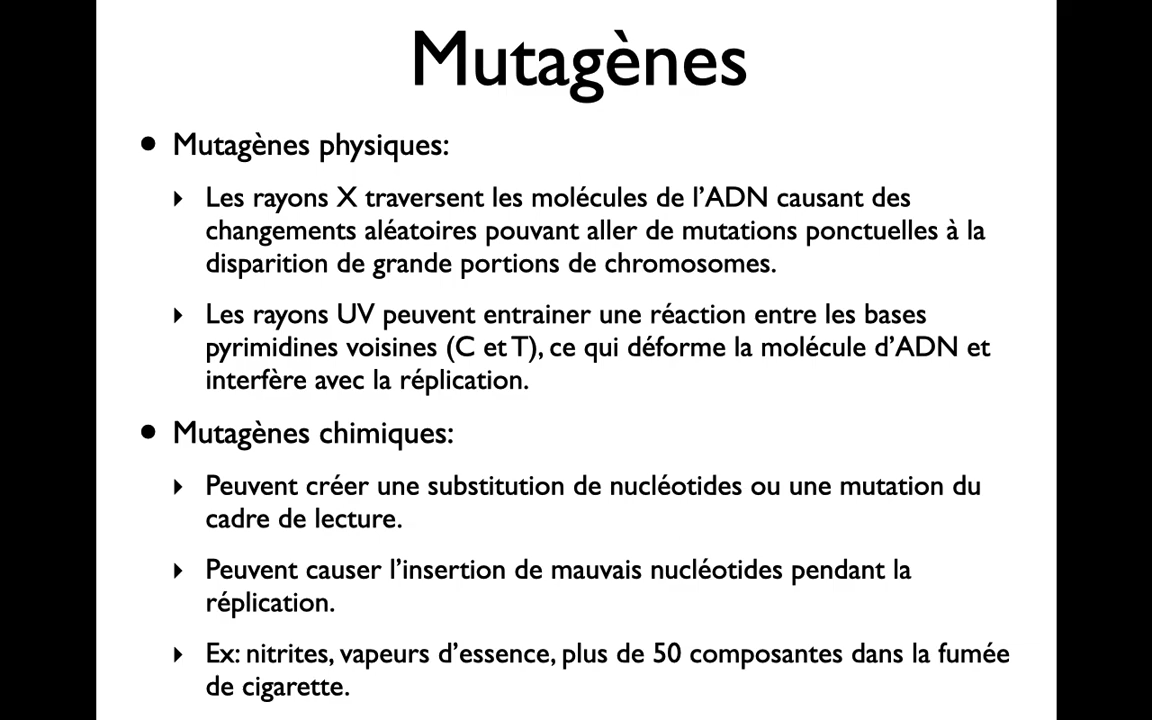 Mutagènes
• Mutagènes physiques:
‣ Les rayons X traversent les molécules de l'ADN causant des
changements aléatoires pouvant aller de mutations ponctuelles à la
disparition de grande portions de chromosomes.
‣ Les rayons UV peuvent entrainer une réaction entre les bases
pyrimidines voisines (C et T), ce qui déforme la molécule d'ADN et
interfère avec la réplication.
• Mutagènes chimiques:
‣ Peuvent créer une substitution de nucléotides ou une mutation du
cadre de lecture.
‣ Peuvent causer l'insertion de mauvais nucléotides pendant la
réplication.
‣ Ex: nitrites, vapeurs d'essence, plus de 50 composantes dans la fumée
de cigarette.